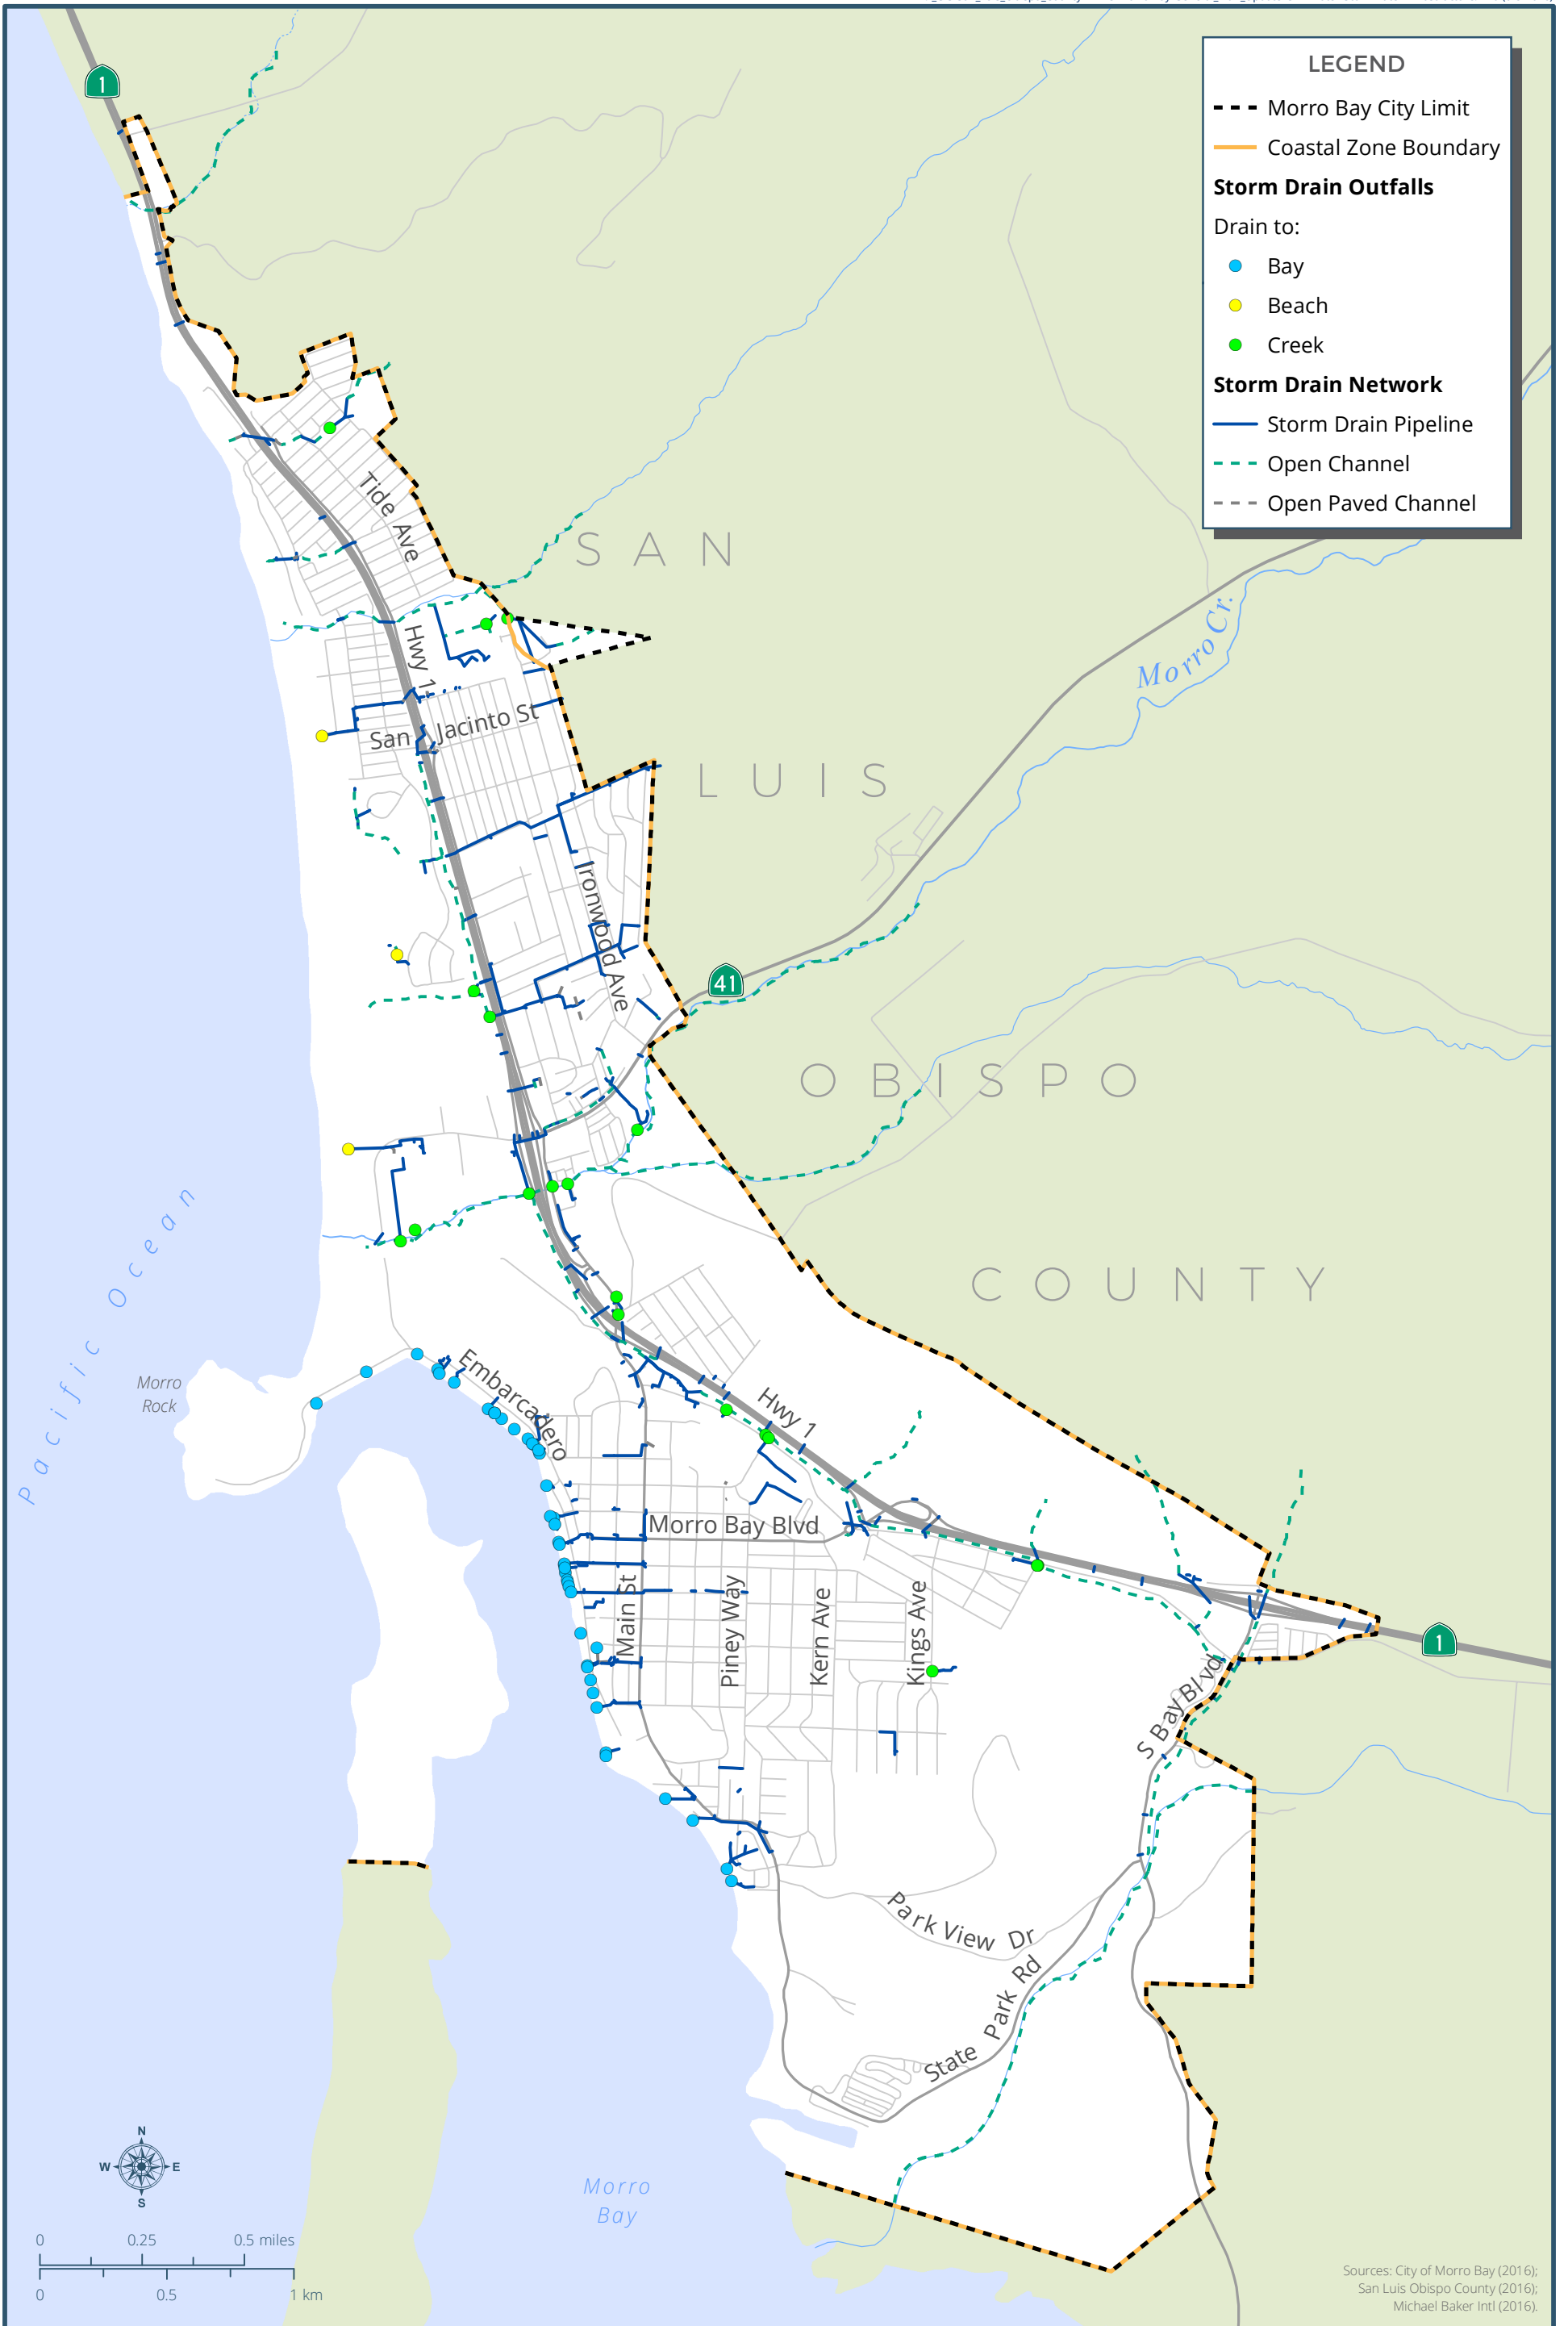 LEGEND
Morro Bay City Limit
Coastal Zone Boundary
Storm Drain Outfalls
Drain to:
Bay
Beach
Creek
Storm Drain Network
Storm Drain Pipeline
Open Channel
Open Paved Channel
1
Tide Ave
SAN
Hwy 1
Morro Cr.
San Jacinto St
LUIS
Ironwood Ave
41
OBISPO
Pacific Ocean
COUNTY
Morro
Rock
Embarcadero
Hwy 1
Morro Bay Blvd
Main St
Piney Way
Kern Ave
Kings Ave
1
S Bay Blvd
Park View Dr
State Park Rd
N
W
E
S
Morro
Bay
0
0.25
0.5 miles
0
0.5
1 km
Sources: City of Morro Bay (2016);
San Luis Obispo County (2016);
Michael Baker Intl (2016).